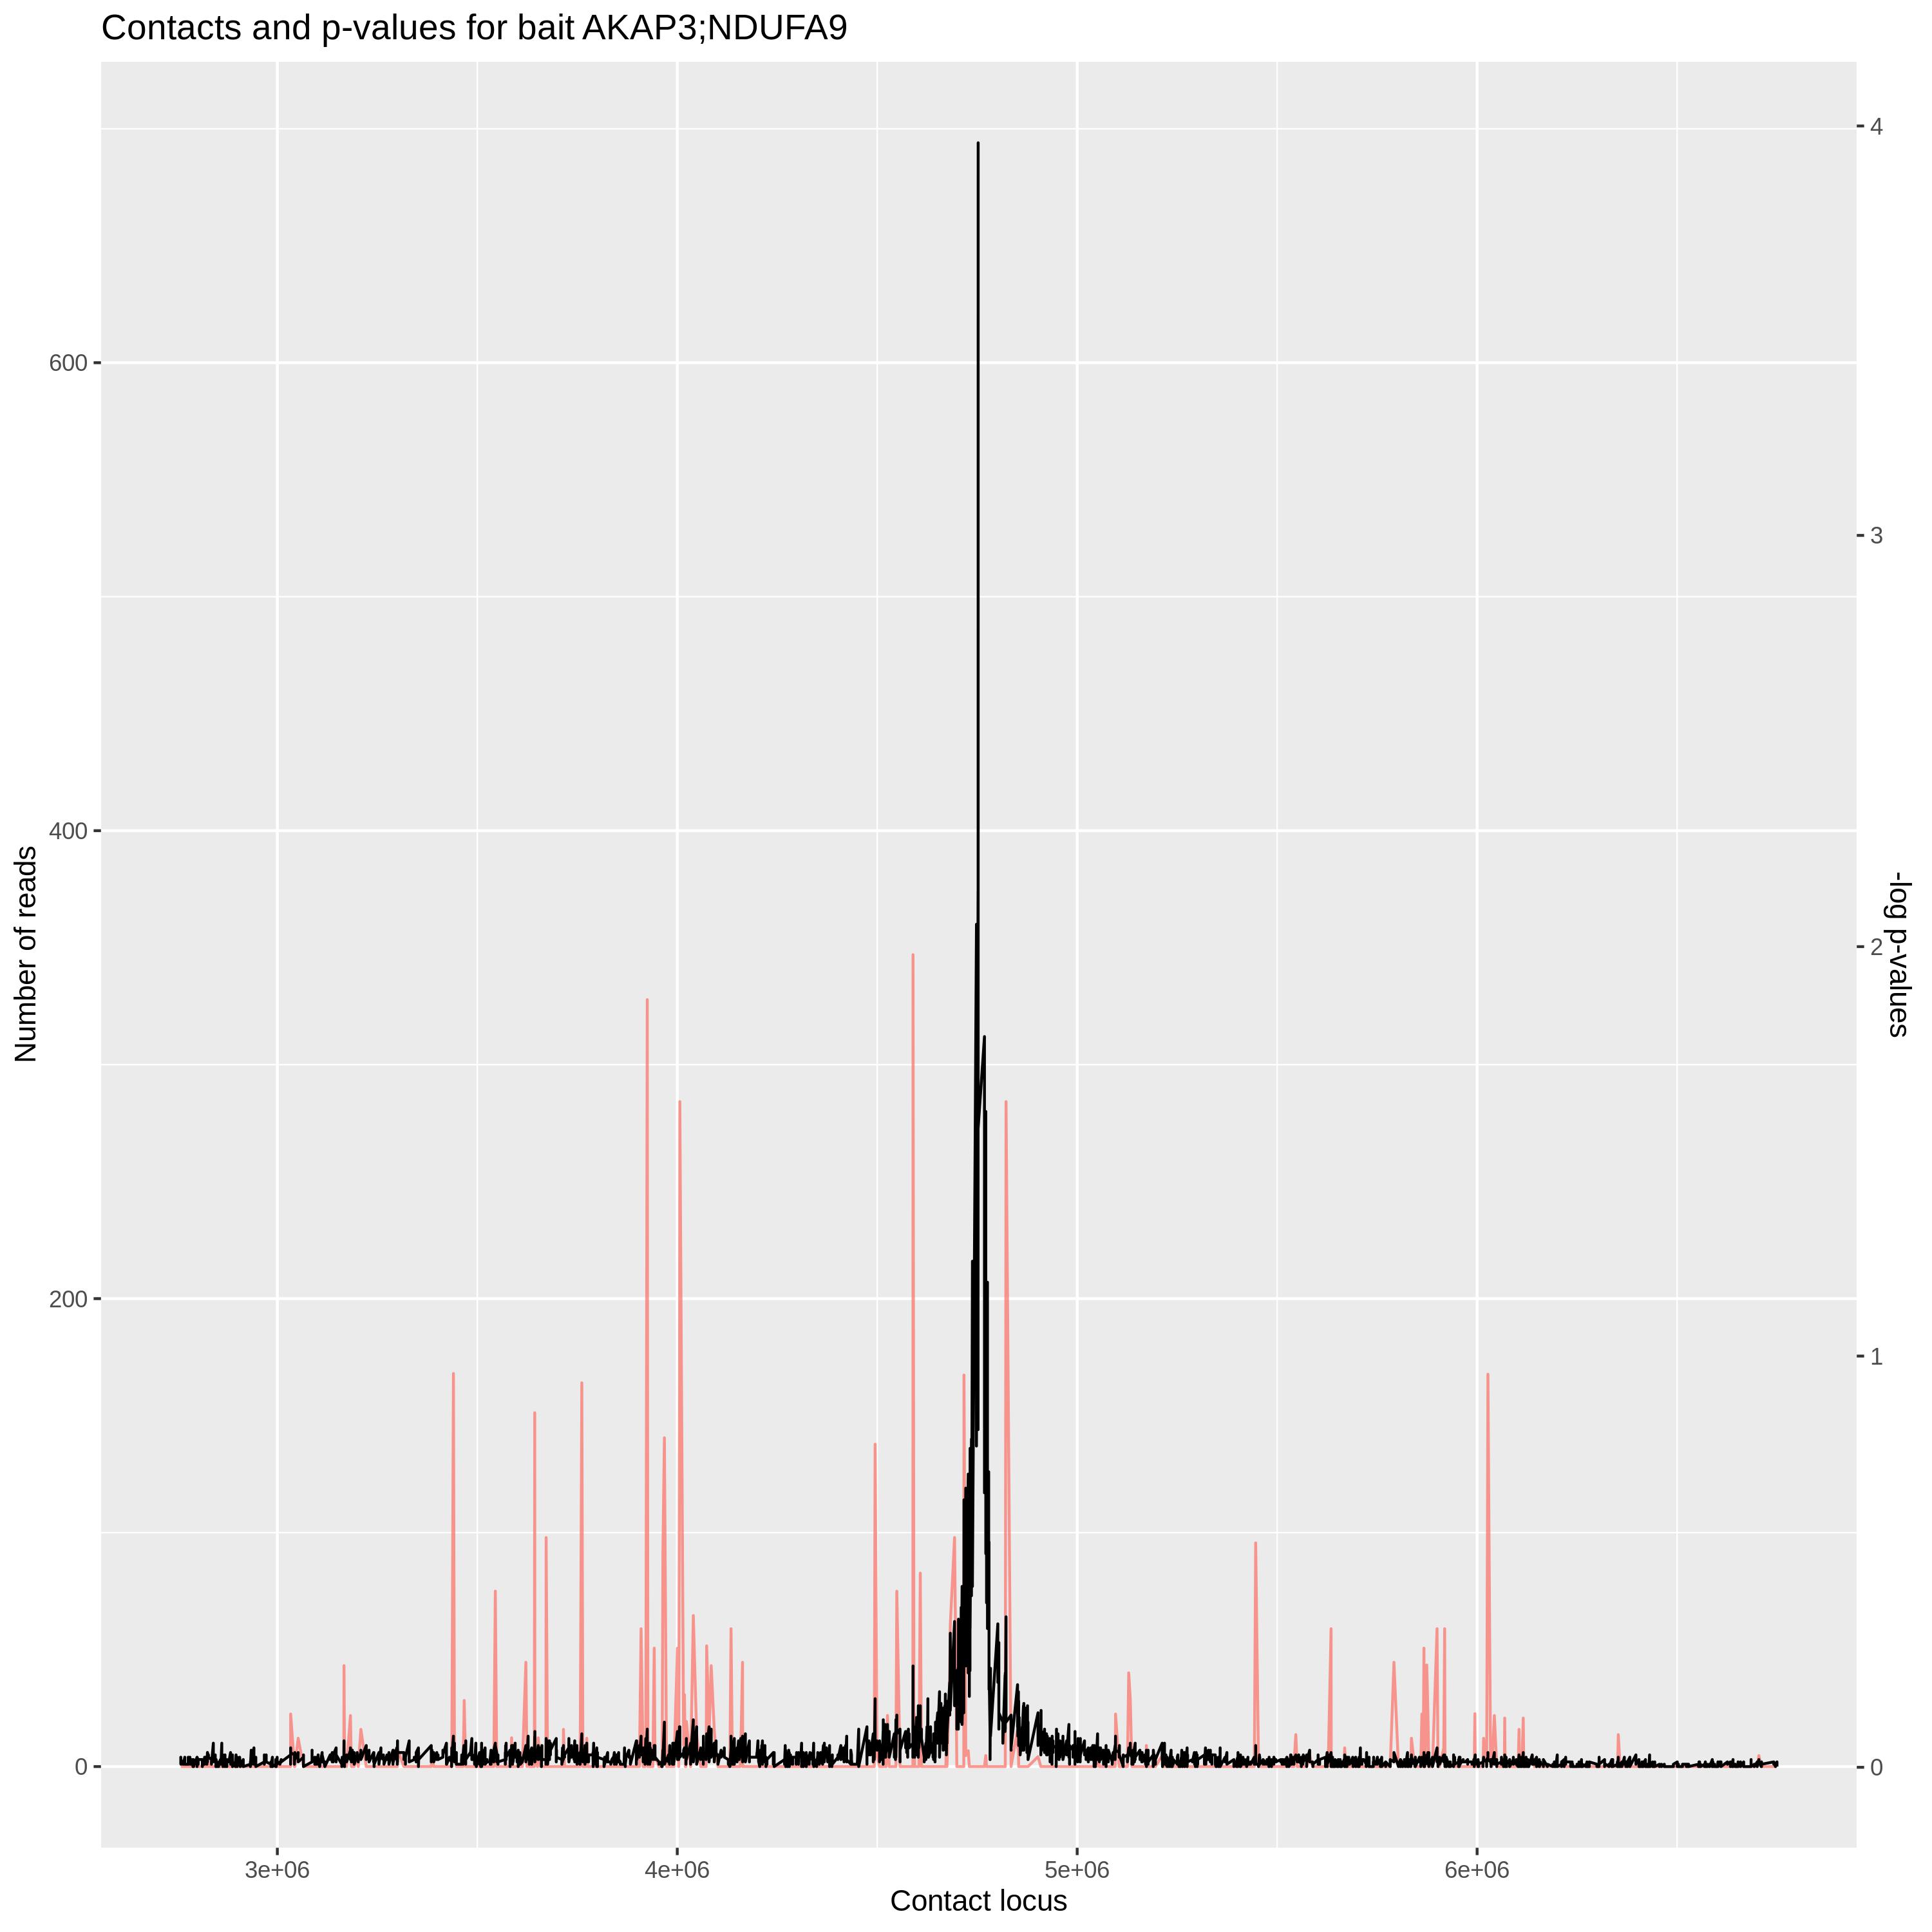 Contacts and p-values for bait AKAP3;NDUFA9
Number of reads
600
400
200
0
4
3
2
1
0
-log p-values
3e+06
4e+06
5e+06
6e+06
Contact locus